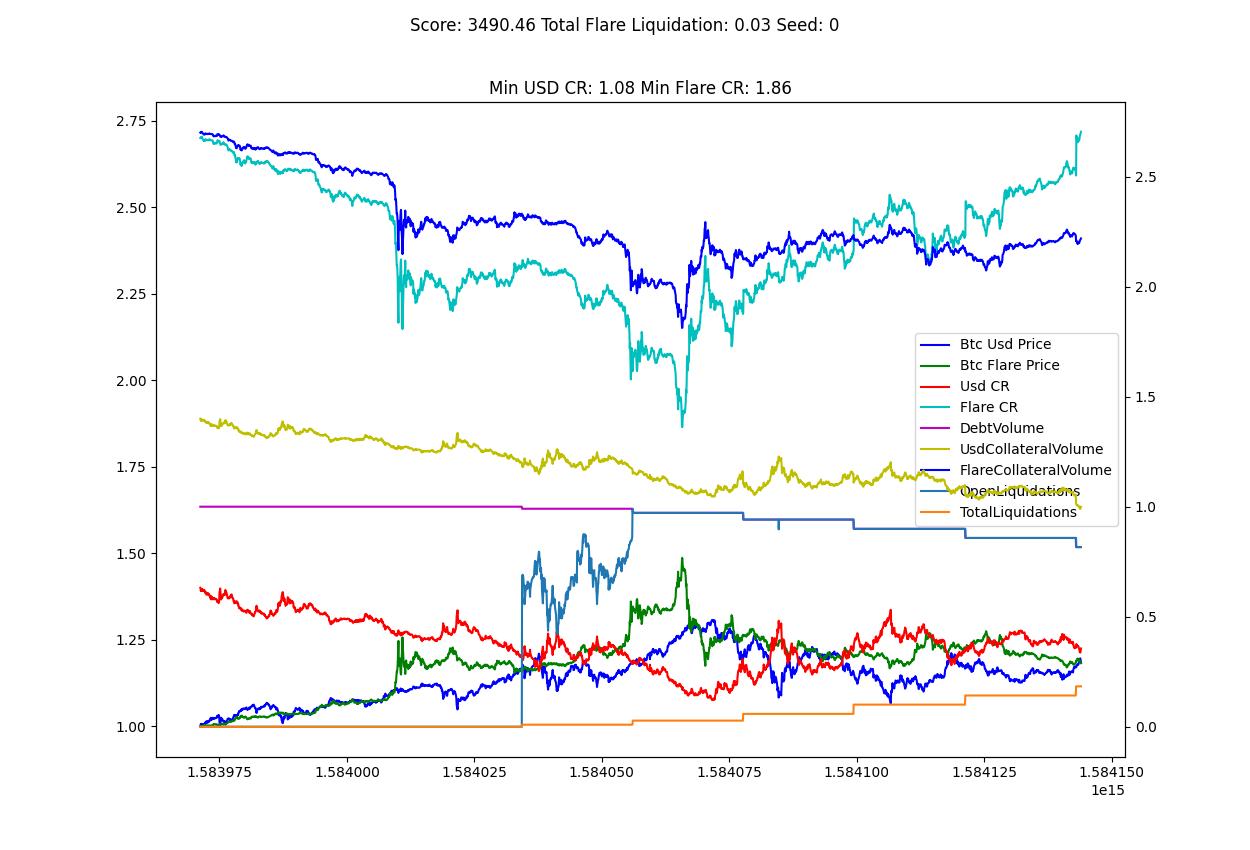 Score: 3490.46 Total Flare Liquidation: 0.03 Seed: 0
Min USD CR: 1.08 Min Flare CR: 1.86
2.75
2.50
2.25
2.00
1.75
1.50
1.25
1.00
2.5
2.0
1.5
1.0
0.5
0.0
Btc Usd Price
Btc Flare Price
Usd CR
Flare CR
DebtVolume
UsdCollateralVolume
FlareCollateralVolume
OpenLiquidations
TotalLiquidations
1.583975 1.584000 1.584025 1.584050 1.584075 1.584100 1.584125 1.584150
1e15